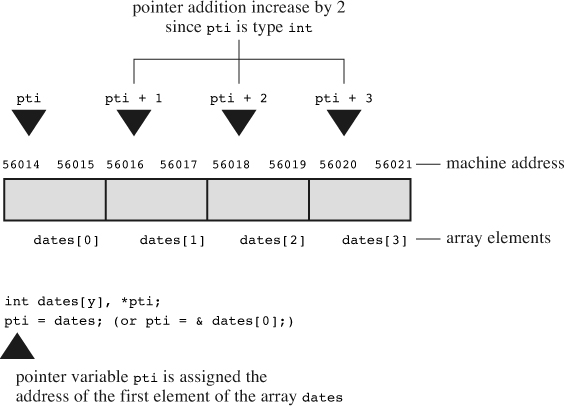 pointer addition increase by 2
since pti is type int
pti pti + 1 pti + 2 pti + 3
56014 56015 56016 56017 56018 56019 56020 56021 machine address
dates[0] dates[1] dates[2] dates[3] array elements
int dates[y], *pti;
pti = dates; (or pti = & dates[0];)
pointer variable pti is assigned the
address of the first element of the array dates